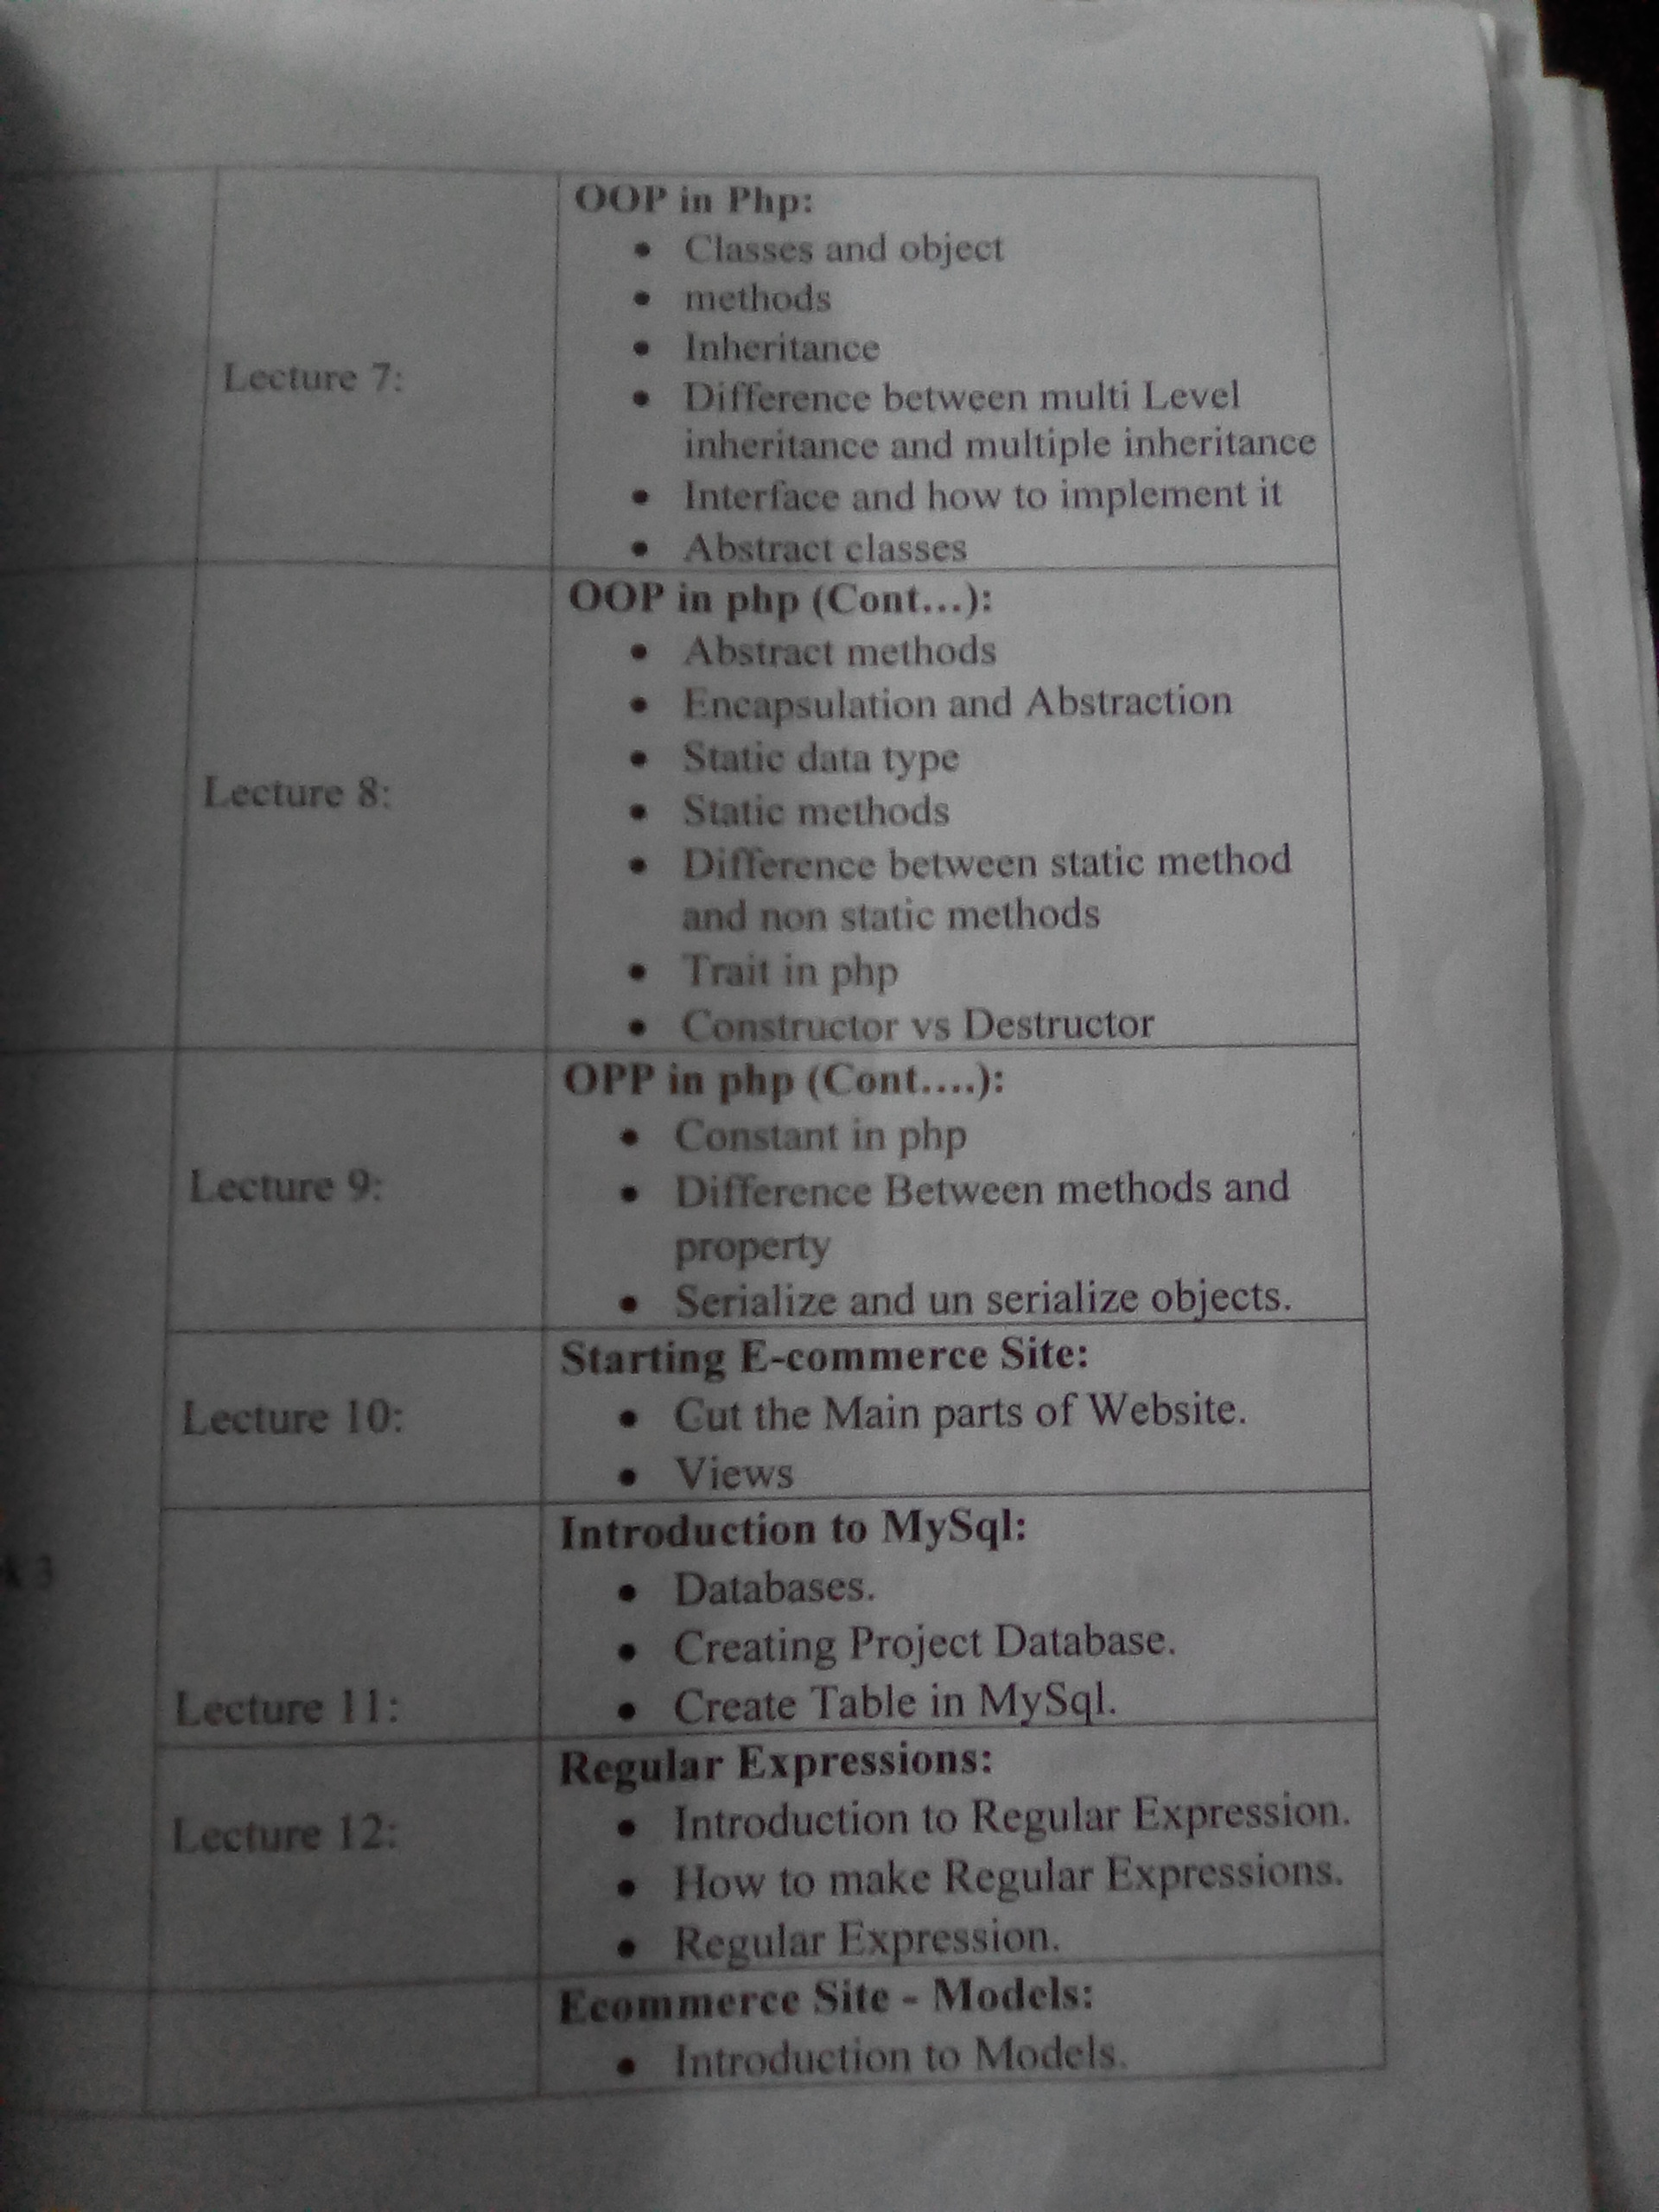 OOP in Php:
• Classes and object
• methods
• Inheritance
Lecture 7:
• Difference between multi Level
inheritance and multiple inheritance
• Interface and how to implement it
• Abstract classes
OOP in php (Cont...):
• Abstract methods
• Encapsulation and Abstraction
• Static data type
Lecture 8:
• Static methods
• Difference between static method
and non static methods
• Trait in php
• Constructor vs Destructor
OPP in php (Cont....):
• Constant in php
Lecture 9:
• Difference Between methods and
property
• Serialize and un serialize objects.
Starting E-commerce Site:
Lecture 10:
• Cut the Main parts of Website.
• Views
Introduction to MySql:
3
• Databases.
• Creating Project Database.
Lecture 11:
• Create Table in MySql.
Regular Expressions:
Lecture 12:
• Introduction to Regular Expression.
• How to make Regular Expressions.
• Regular Expression.
Ecommerce Site - Models:
• Introduction to Models.